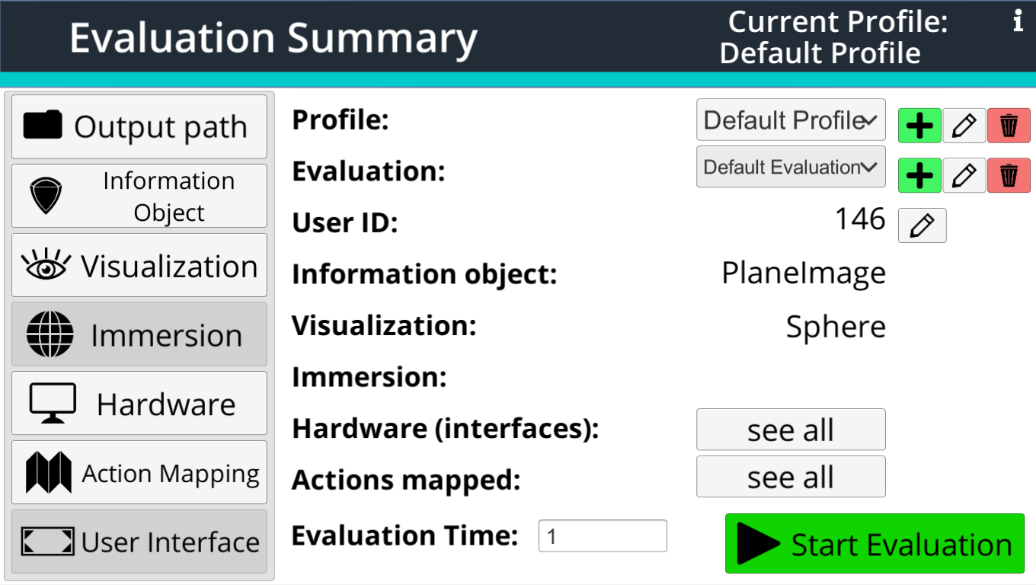 Evaluation Summary
Current Profile:
Default Profile
i
Output path
Information
Object
Visualization
Immersion
Hardware
Action Mapping
User Interface
Profile:
Default Profile
Evaluation:
Default Evaluation
User ID:
146
Information object:
PlaneImage
Visualization:
Sphere
Immersion:
Hardware (interfaces):
see all
Actions mapped:
see all
Evaluation Time:
1
Start Evaluation